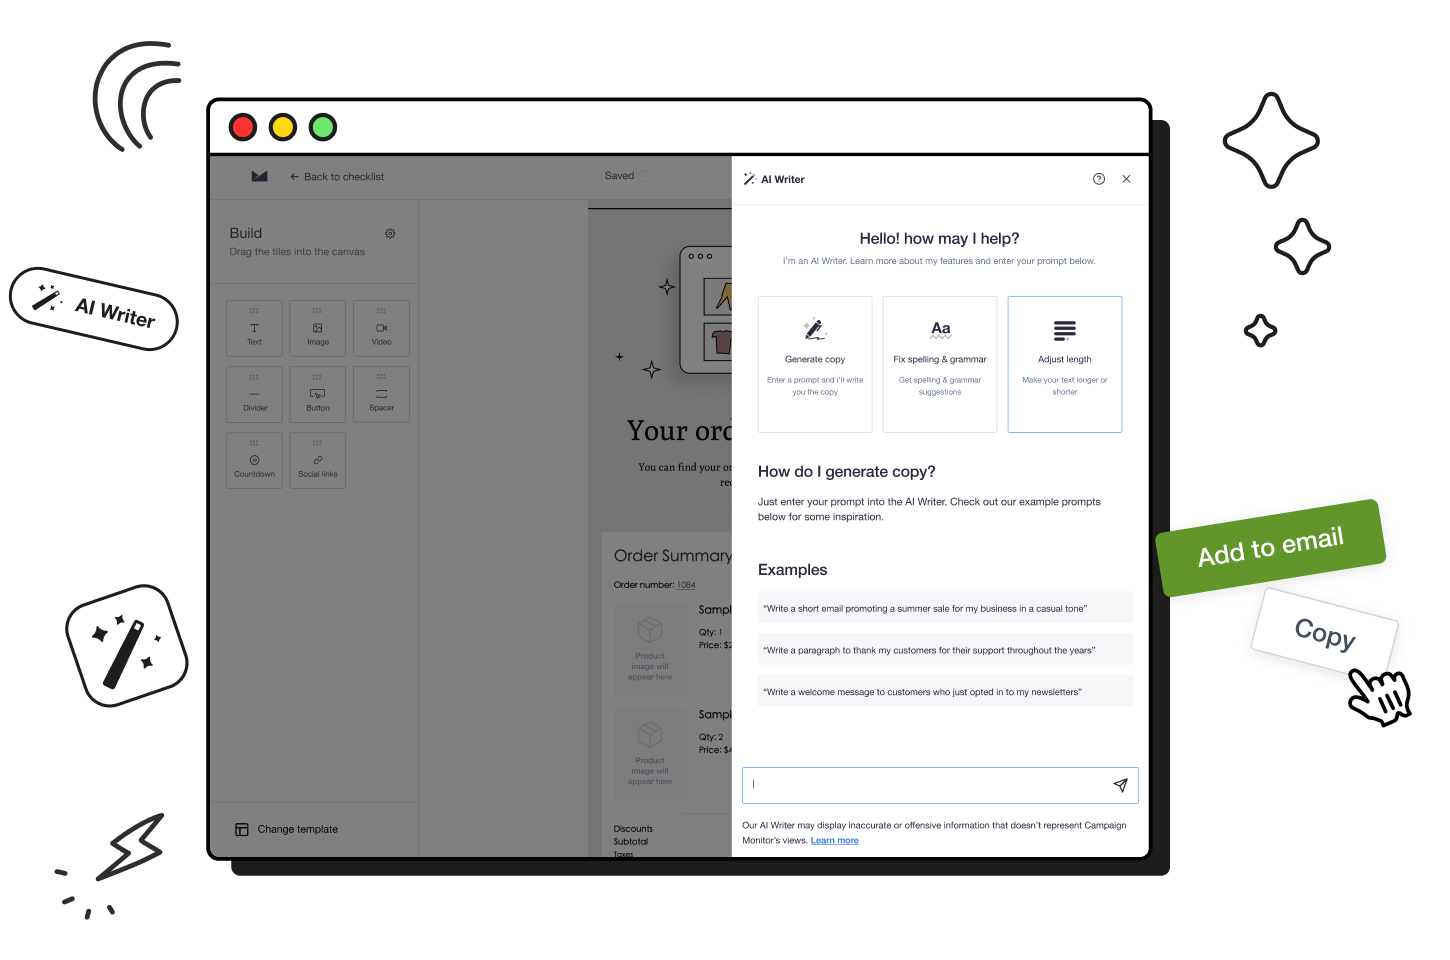 Back to checklist
Saved
Build
Drag the tiles into the canvas
Text
Image
Video
Divider
Button
Spacer
Countdown
Social links
Change template
Your ord
You can find your or
rec
Order Summary
Order number: 1084
Product
image will
appear here
Sampl
Qty: 1
Price: $2
Product
image will
appear here
Sampl
Qty: 2
Price: $4
Discounts
Subtotal
Taxes
AI Writer
Hello! how may I help?
I'm an AI Writer. Learn more about my features and enter your prompt below.
Generate copy
Enter a prompt and i'll write
you the copy
Aa
Fix spelling & grammar
Get spelling & grammar
suggestions
Adjust length
Make your text longer or
shorter
How do I generate copy?
Just enter your prompt into the AI Writer. Check out our example prompts
below for some inspiration.
Examples
“Write a short email promoting a summer sale for my business in a casual tone”
“Write a paragraph to thank my customers for their support throughout the years”
“Write a welcome message to customers who just opted in to my newsletters”
Our AI Writer may display inaccurate or offensive information that doesn't represent Campaign
Monitor's views. Learn more
AI Writer
Add to email
Copy